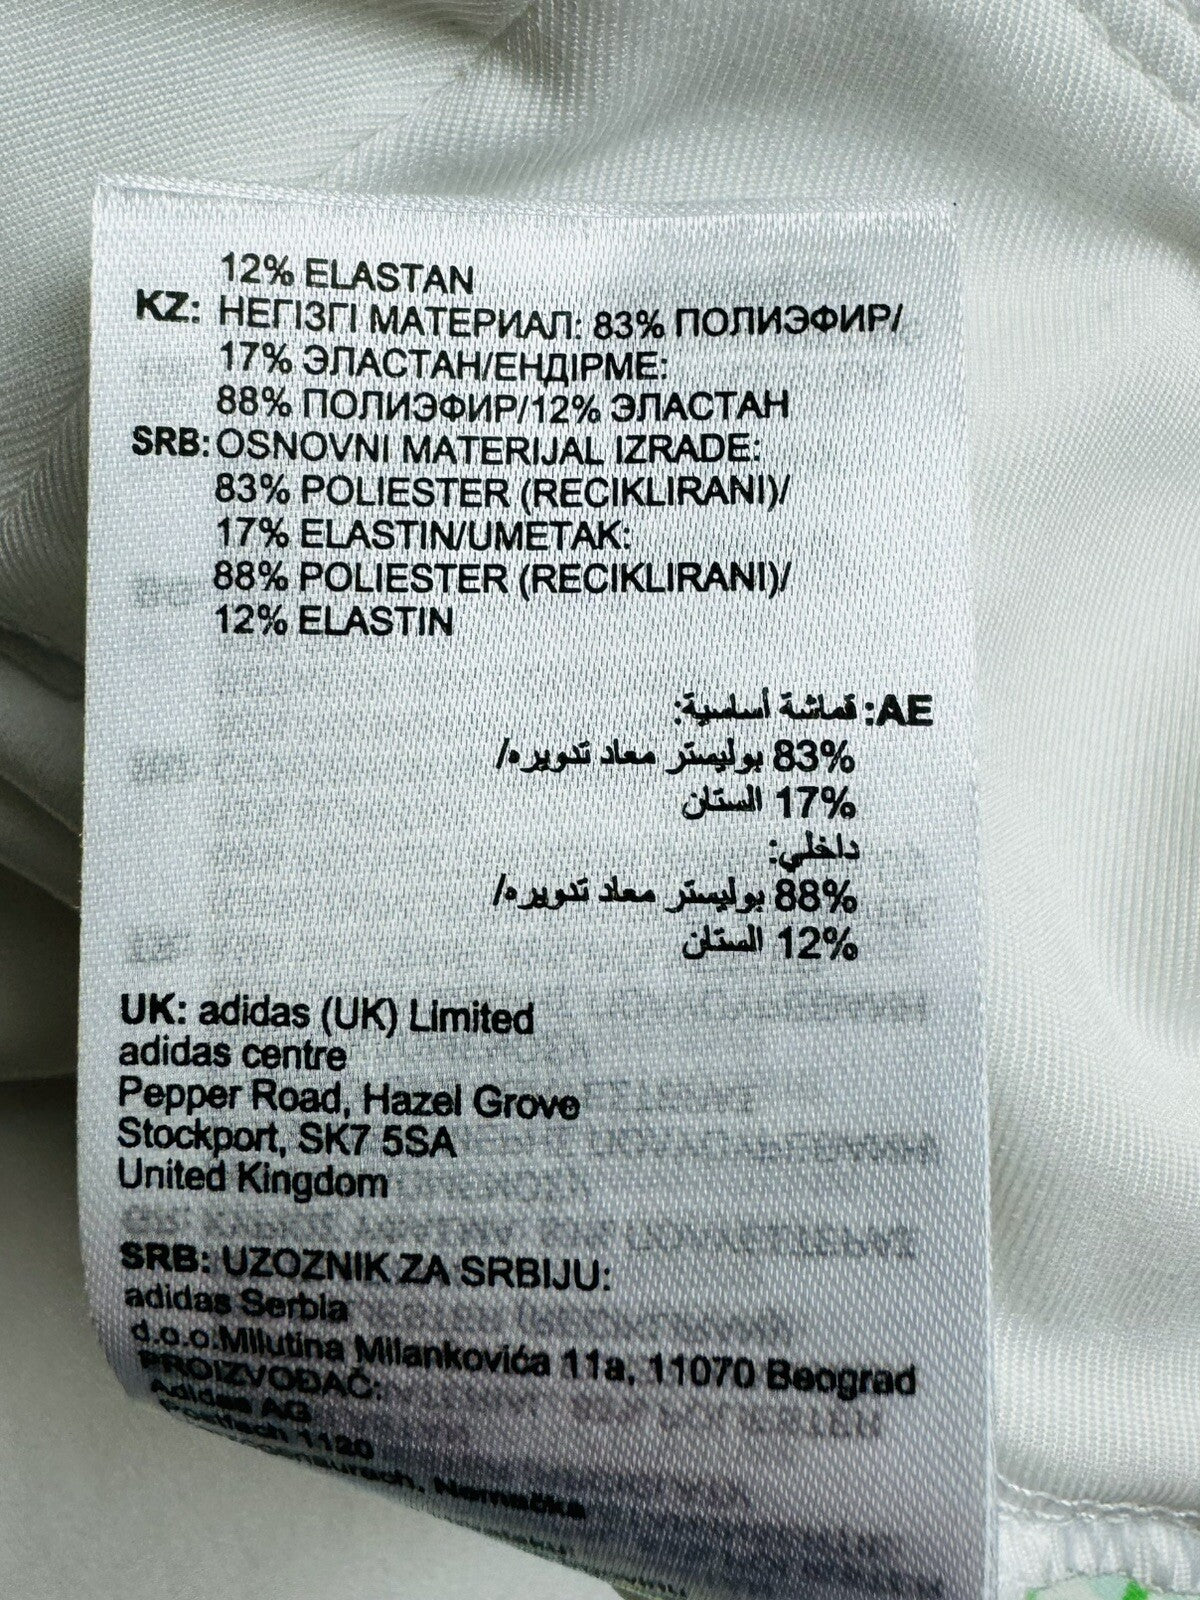 12% ELASTAN
KZ: НЕГІЗГІ МАТЕРИАЛ: 83% ПОЛИЭФИР/
17% ЭЛАСТАН/ЕНДІРМЕ:
88% ПОЛИЭФИР/12% ЭЛАСТАН
SRB: OSNOVNI MATERIJAL IZRADE:
83% POLIESTER (RECIKLIRANI)/
17% ELASTIN/UMETAK:
88% POLIESTER (RECIKLIRANI)/
12% ELASTIN
AE: قماشة أساسية:
83% بوليستر معاد تدويره/
17% الستان
داخلي:
88% بوليستر معاد تدويره/
12% الستان
UK: adidas (UK) Limited
adidas centre
Pepper Road, Hazel Grove
Stockport, SK7 5SA
United Kingdom
SRB: UZOZNIK ZA SRBIJU:
adidas Serbia
d.o.o.Milutina Milankovića 11a, 11070 Beograd
PROIZVOĐAČ:
Adidas AG
Postfach 1120
Nemačka